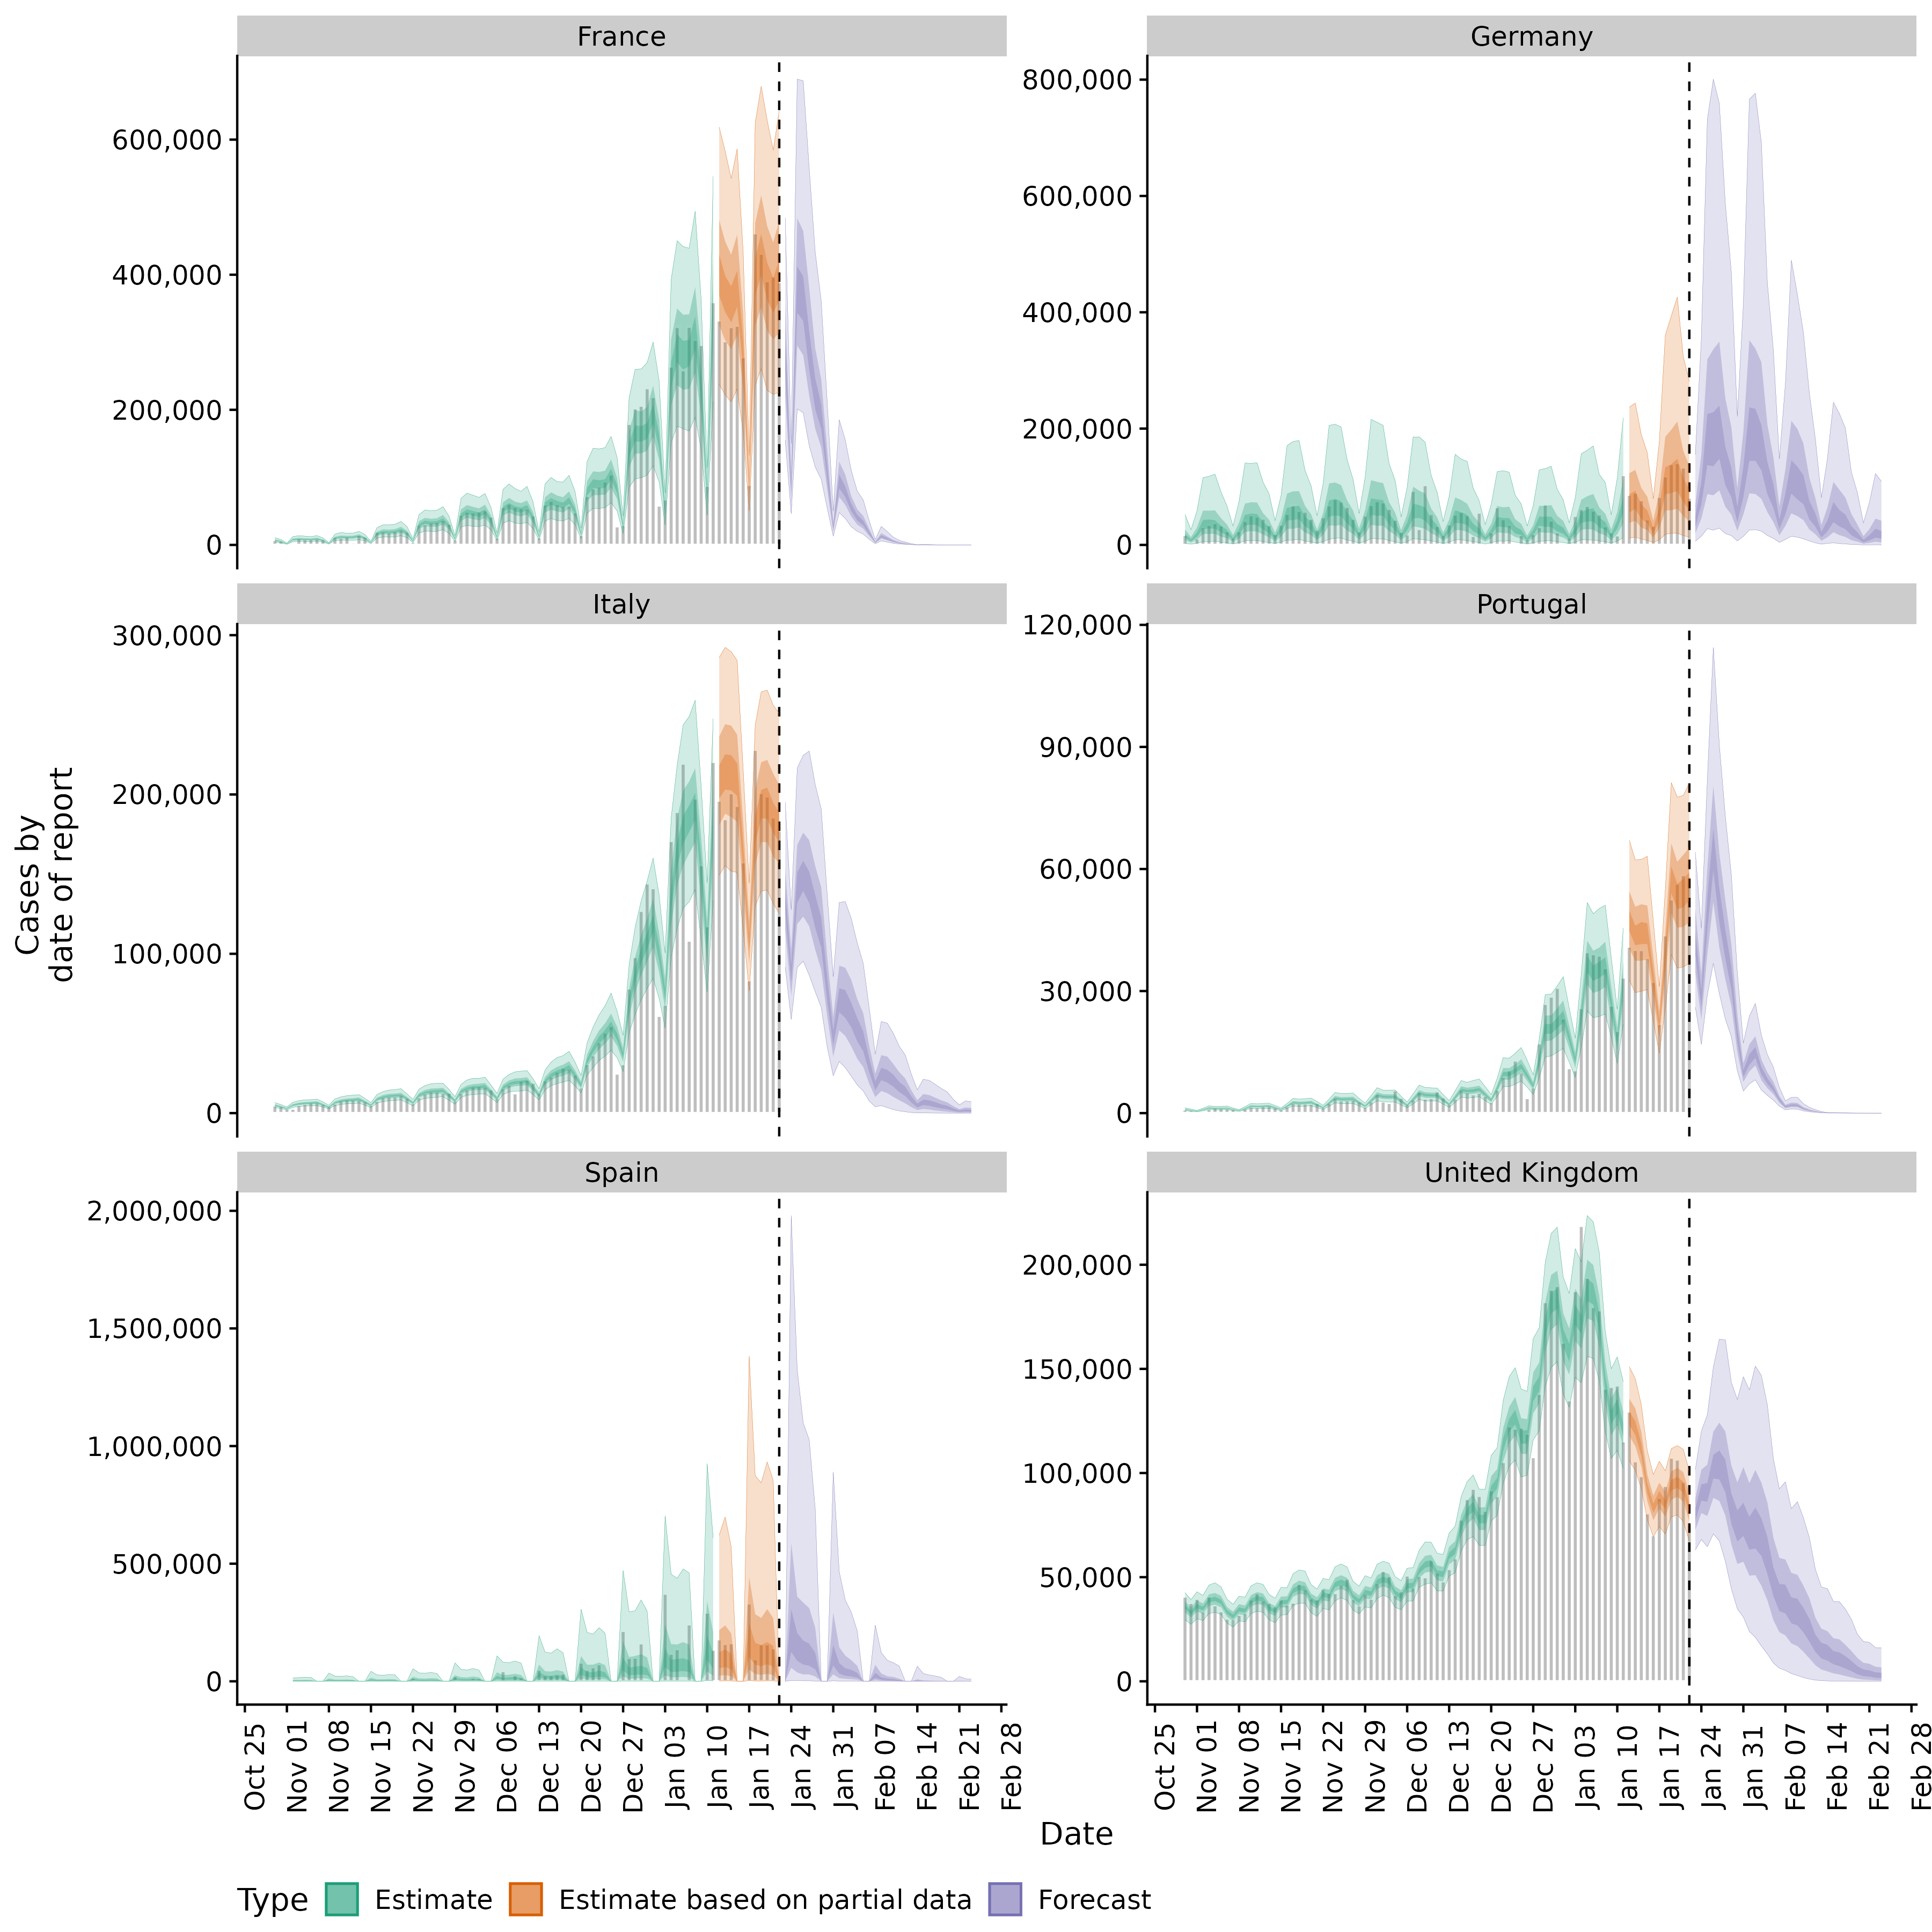 France
Germany
600,000
400,000
200,000
0
800,000
600,000
400,000
200,000
0
Italy
Portugal
300,000
200,000
100,000
0
120,000
90,000
60,000
30,000
0
Cases by
date of report
Spain
United Kingdom
2,000,000
1,500,000
1,000,000
500,000
0
200,000
150,000
100,000
50,000
0
Oct 25
Nov 01
Nov 08
Nov 15
Nov 22
Nov 29
Dec 06
Dec 13
Dec 20
Dec 27
Jan 03
Jan 10
Jan 17
Jan 24
Jan 31
Feb 07
Feb 14
Feb 21
Feb 28
Oct 25
Nov 01
Nov 08
Nov 15
Nov 22
Nov 29
Dec 06
Dec 13
Dec 20
Dec 27
Jan 03
Jan 10
Jan 17
Jan 24
Jan 31
Feb 07
Feb 14
Feb 21
Feb 28
Date
Type Estimate Estimate based on partial data Forecast